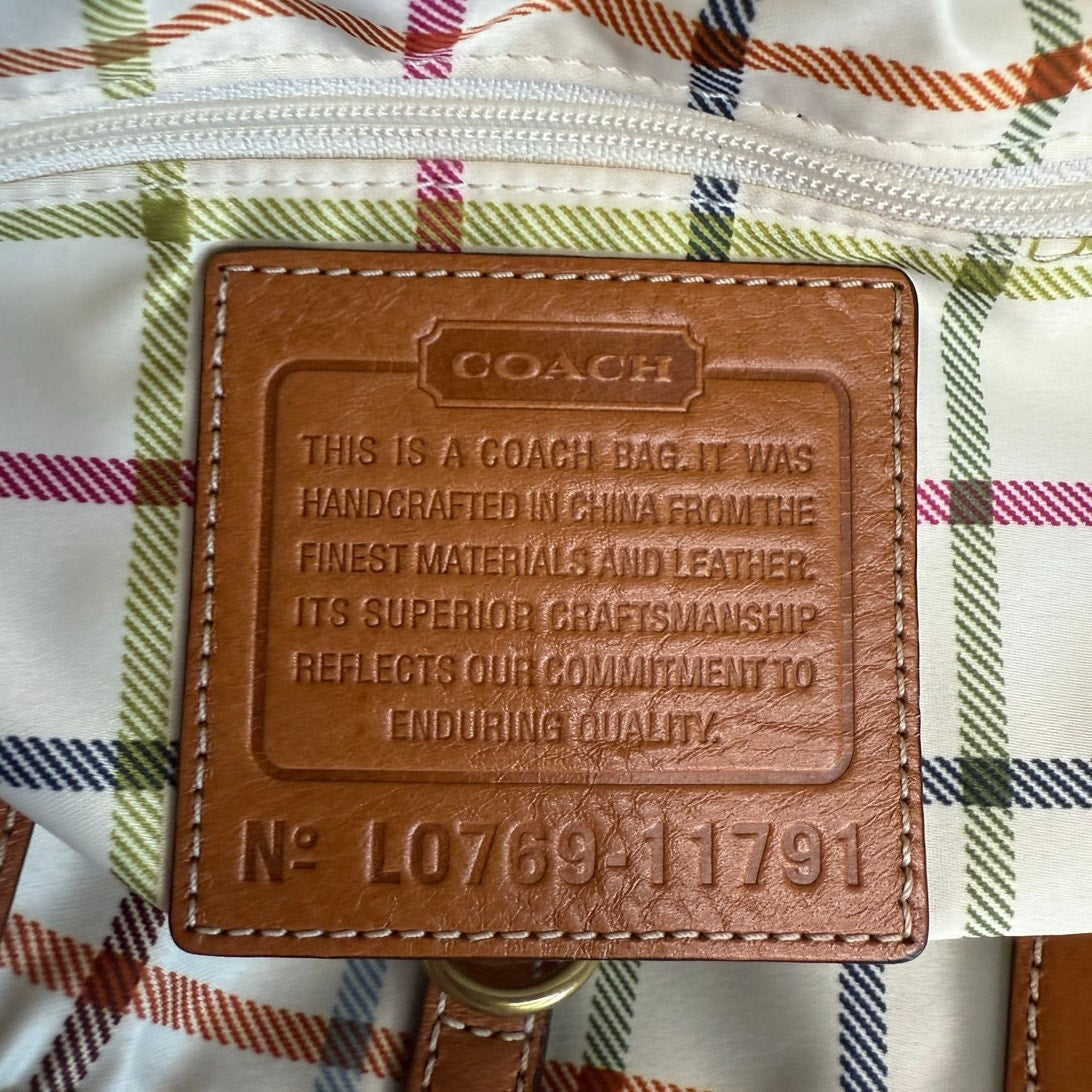 COACH
THIS IS A COACH BAG. IT WAS
HANDCRAFTED IN CHINA FROM THE
FINEST MATERIALS AND LEATHER.
ITS SUPERIOR CRAFTSMANSHIP
REFLECTS OUR COMMITMENT TO
ENDURING QUALITY.
Nº L0769-11791